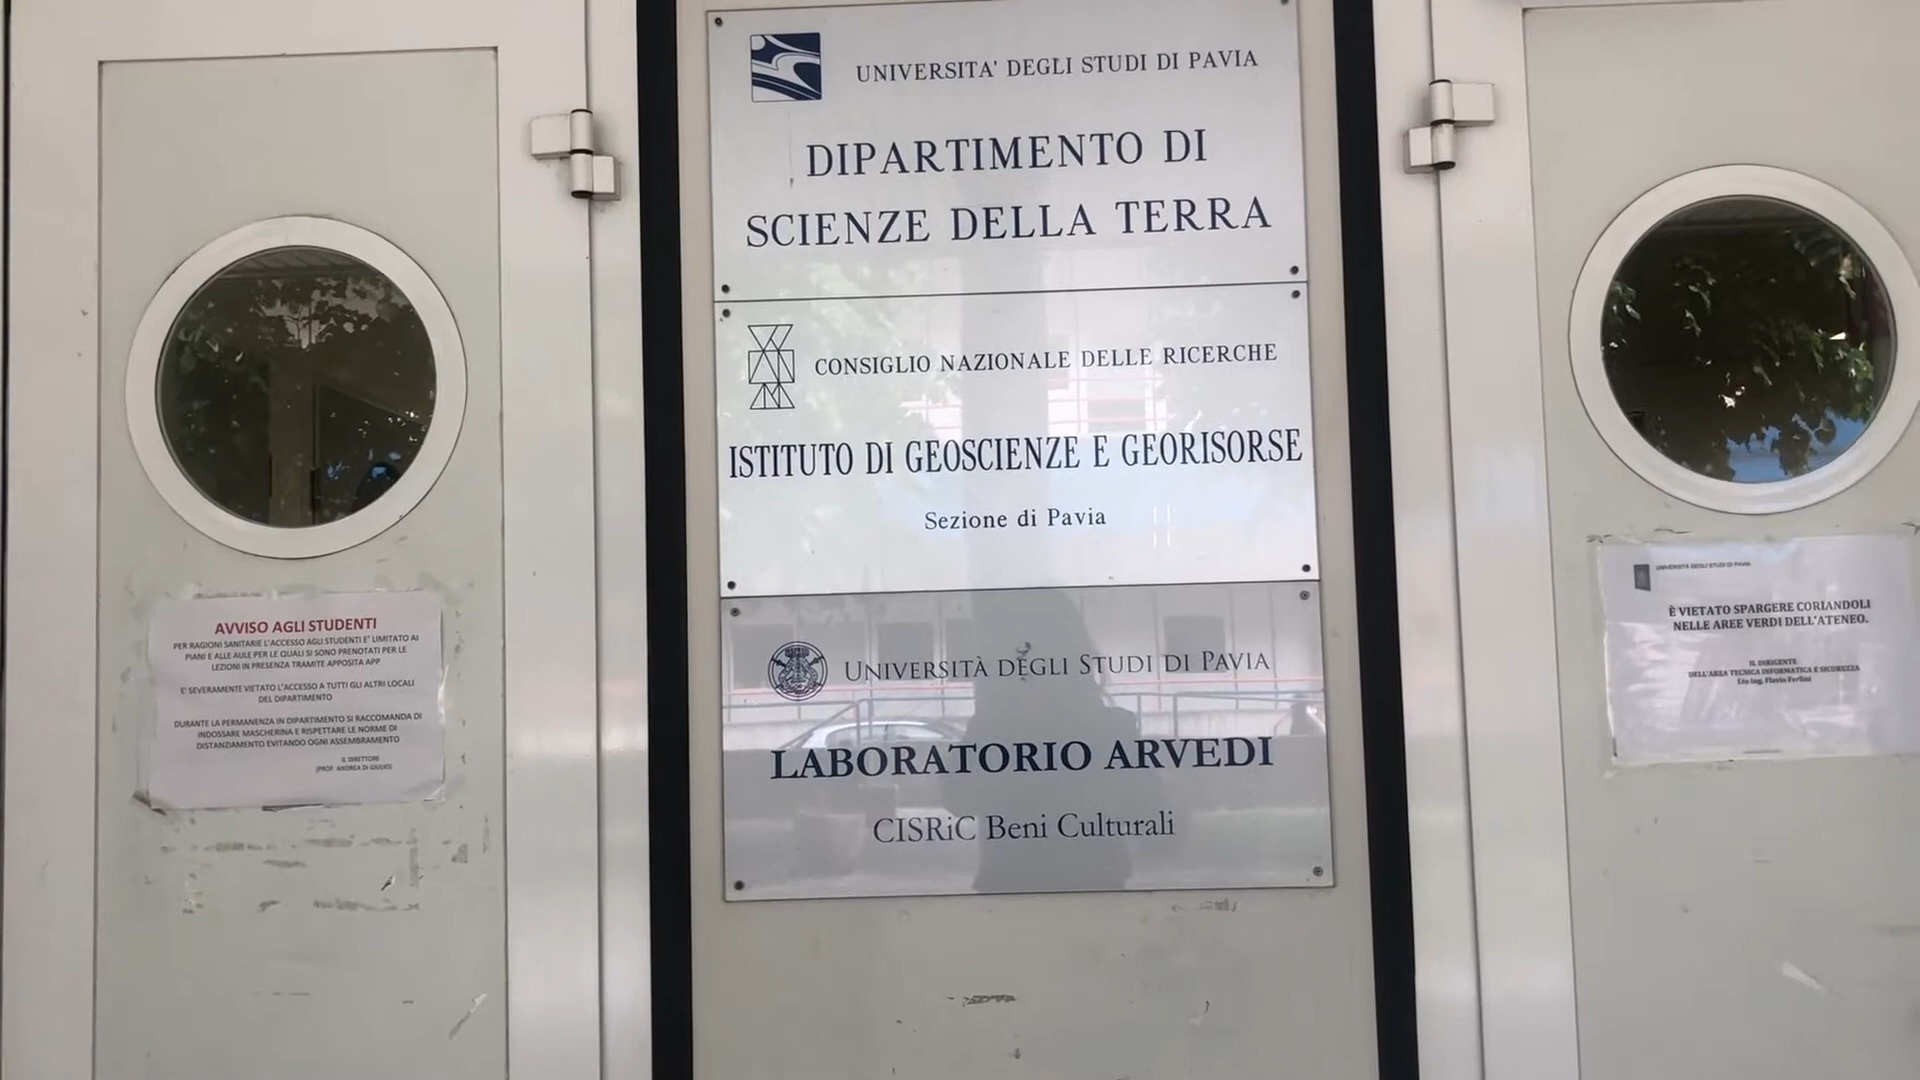 AVVISO AGLI STUDENTI
PER RAGIONI SANITARIE L'ACCESSO AGLI STUDENTI E' LIMITATO AI
PIANI E ALLE AULE PER LE QUALI SI SONO PRENOTATI PER LE
LEZIONI IN PRESENZA TRAMITE APPOSITA APP
E' SEVERAMENTE VIETATO L'ACCESSO A TUTTI GLI ALTRI LOCALI
DEL DIPARTIMENTO
DURANTE LA PERMANENZA IN DIPARTIMENTO SI RACCOMANDA DI
INDOSSARE MASCHERINA E RISPETTARE LE NORME DI
DISTANZIAMENTO EVITANDO OGNI ASSEMBRAMENTO
IL DIRETTORE
(PROF. ANDREA DI GIULIO)
UNIVERSITA' DEGLI STUDI DI PAVIA
DIPARTIMENTO DI
SCIENZE DELLA TERRA
CONSIGLIO NAZIONALE DELLE RICERCHE
ISTITUTO DI GEOSCIENZE E GEORISORSE
Sezione di Pavia
UNIVERSITÀ DEGLI STUDI DI PAVIA
LABORATORIO ARVEDI
CISRiC Beni Culturali
UNIVERSITÀ DEGLI STUDI DI PAVIA
È VIETATO SPARGERE CORIANDOLI
NELLE AREE VERDI DELL'ATENEO.
IL DIRIGENTE
DELL'AREA TECNICA INFORMATICA E SICUREZZA
f.to Ing. Flavio Ferlini